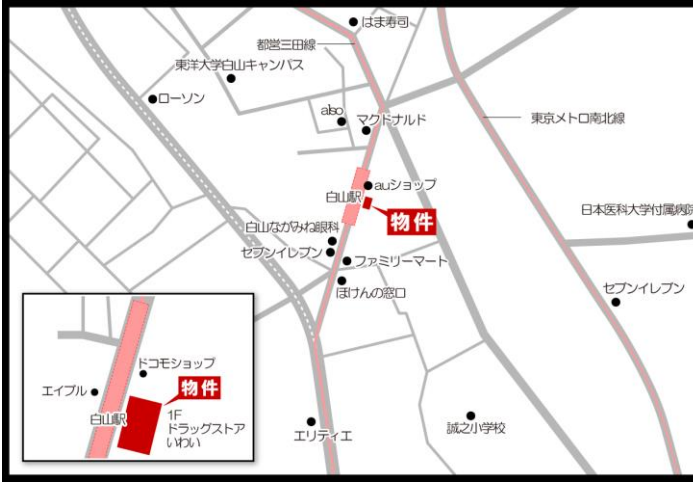 はま寿司
都営三田線
東洋大学白山キャンパス
ローソン
also
マクドナルド
東京メトロ南北線
auショップ
白山駅
物件
日本医科大学付属病院
白山ながみね眼科
セブンイレブン
ファミリーマート
ほけんの窓口
セブンイレブン
エリティエ
誠之小学校
ドコモショップ
エイブル
物件
白山駅
1F
ドラッグストア
いわい